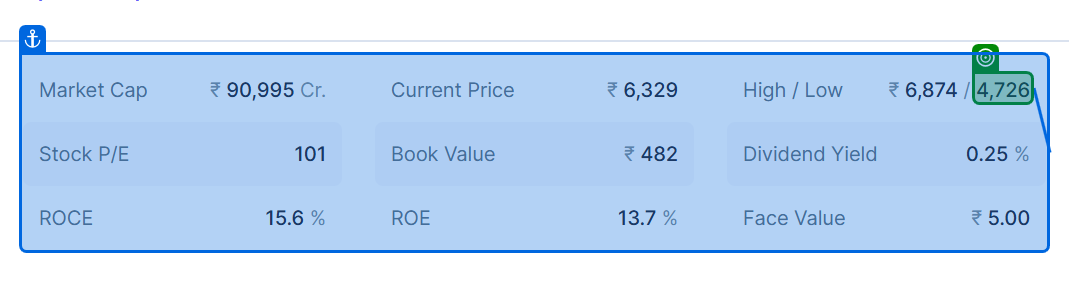 Market Cap ₹ 90,995 Cr. Current Price ₹ 6,329 High / Low ₹ 6,874 / 4,726
Stock P/E 101 Book Value ₹ 482 Dividend Yield 0.25 %
ROCE 15.6 % ROE 13.7 % Face Value ₹ 5.00